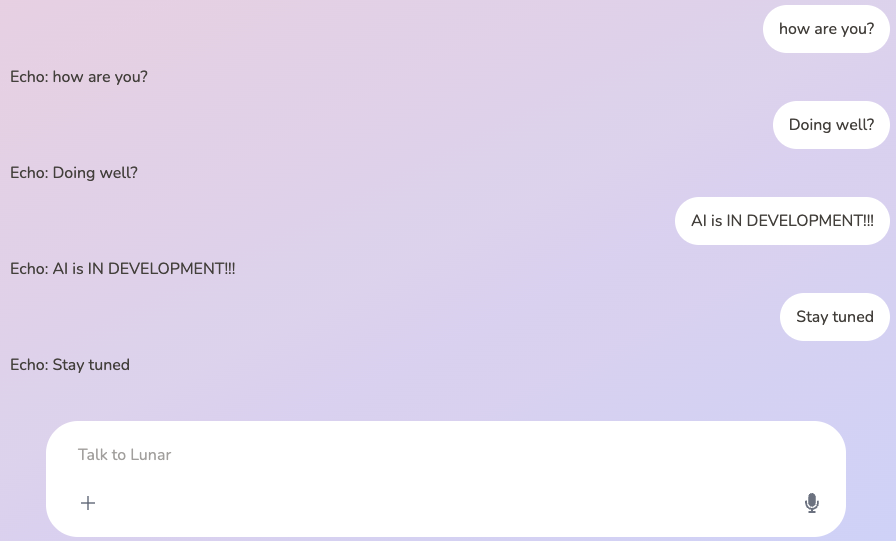 how are you?
Echo: how are you?
Doing well?
Echo: Doing well?
AI is IN DEVELOPMENT!!!
Echo: AI is IN DEVELOPMENT!!!
Stay tuned
Echo: Stay tuned
Talk to Lunar